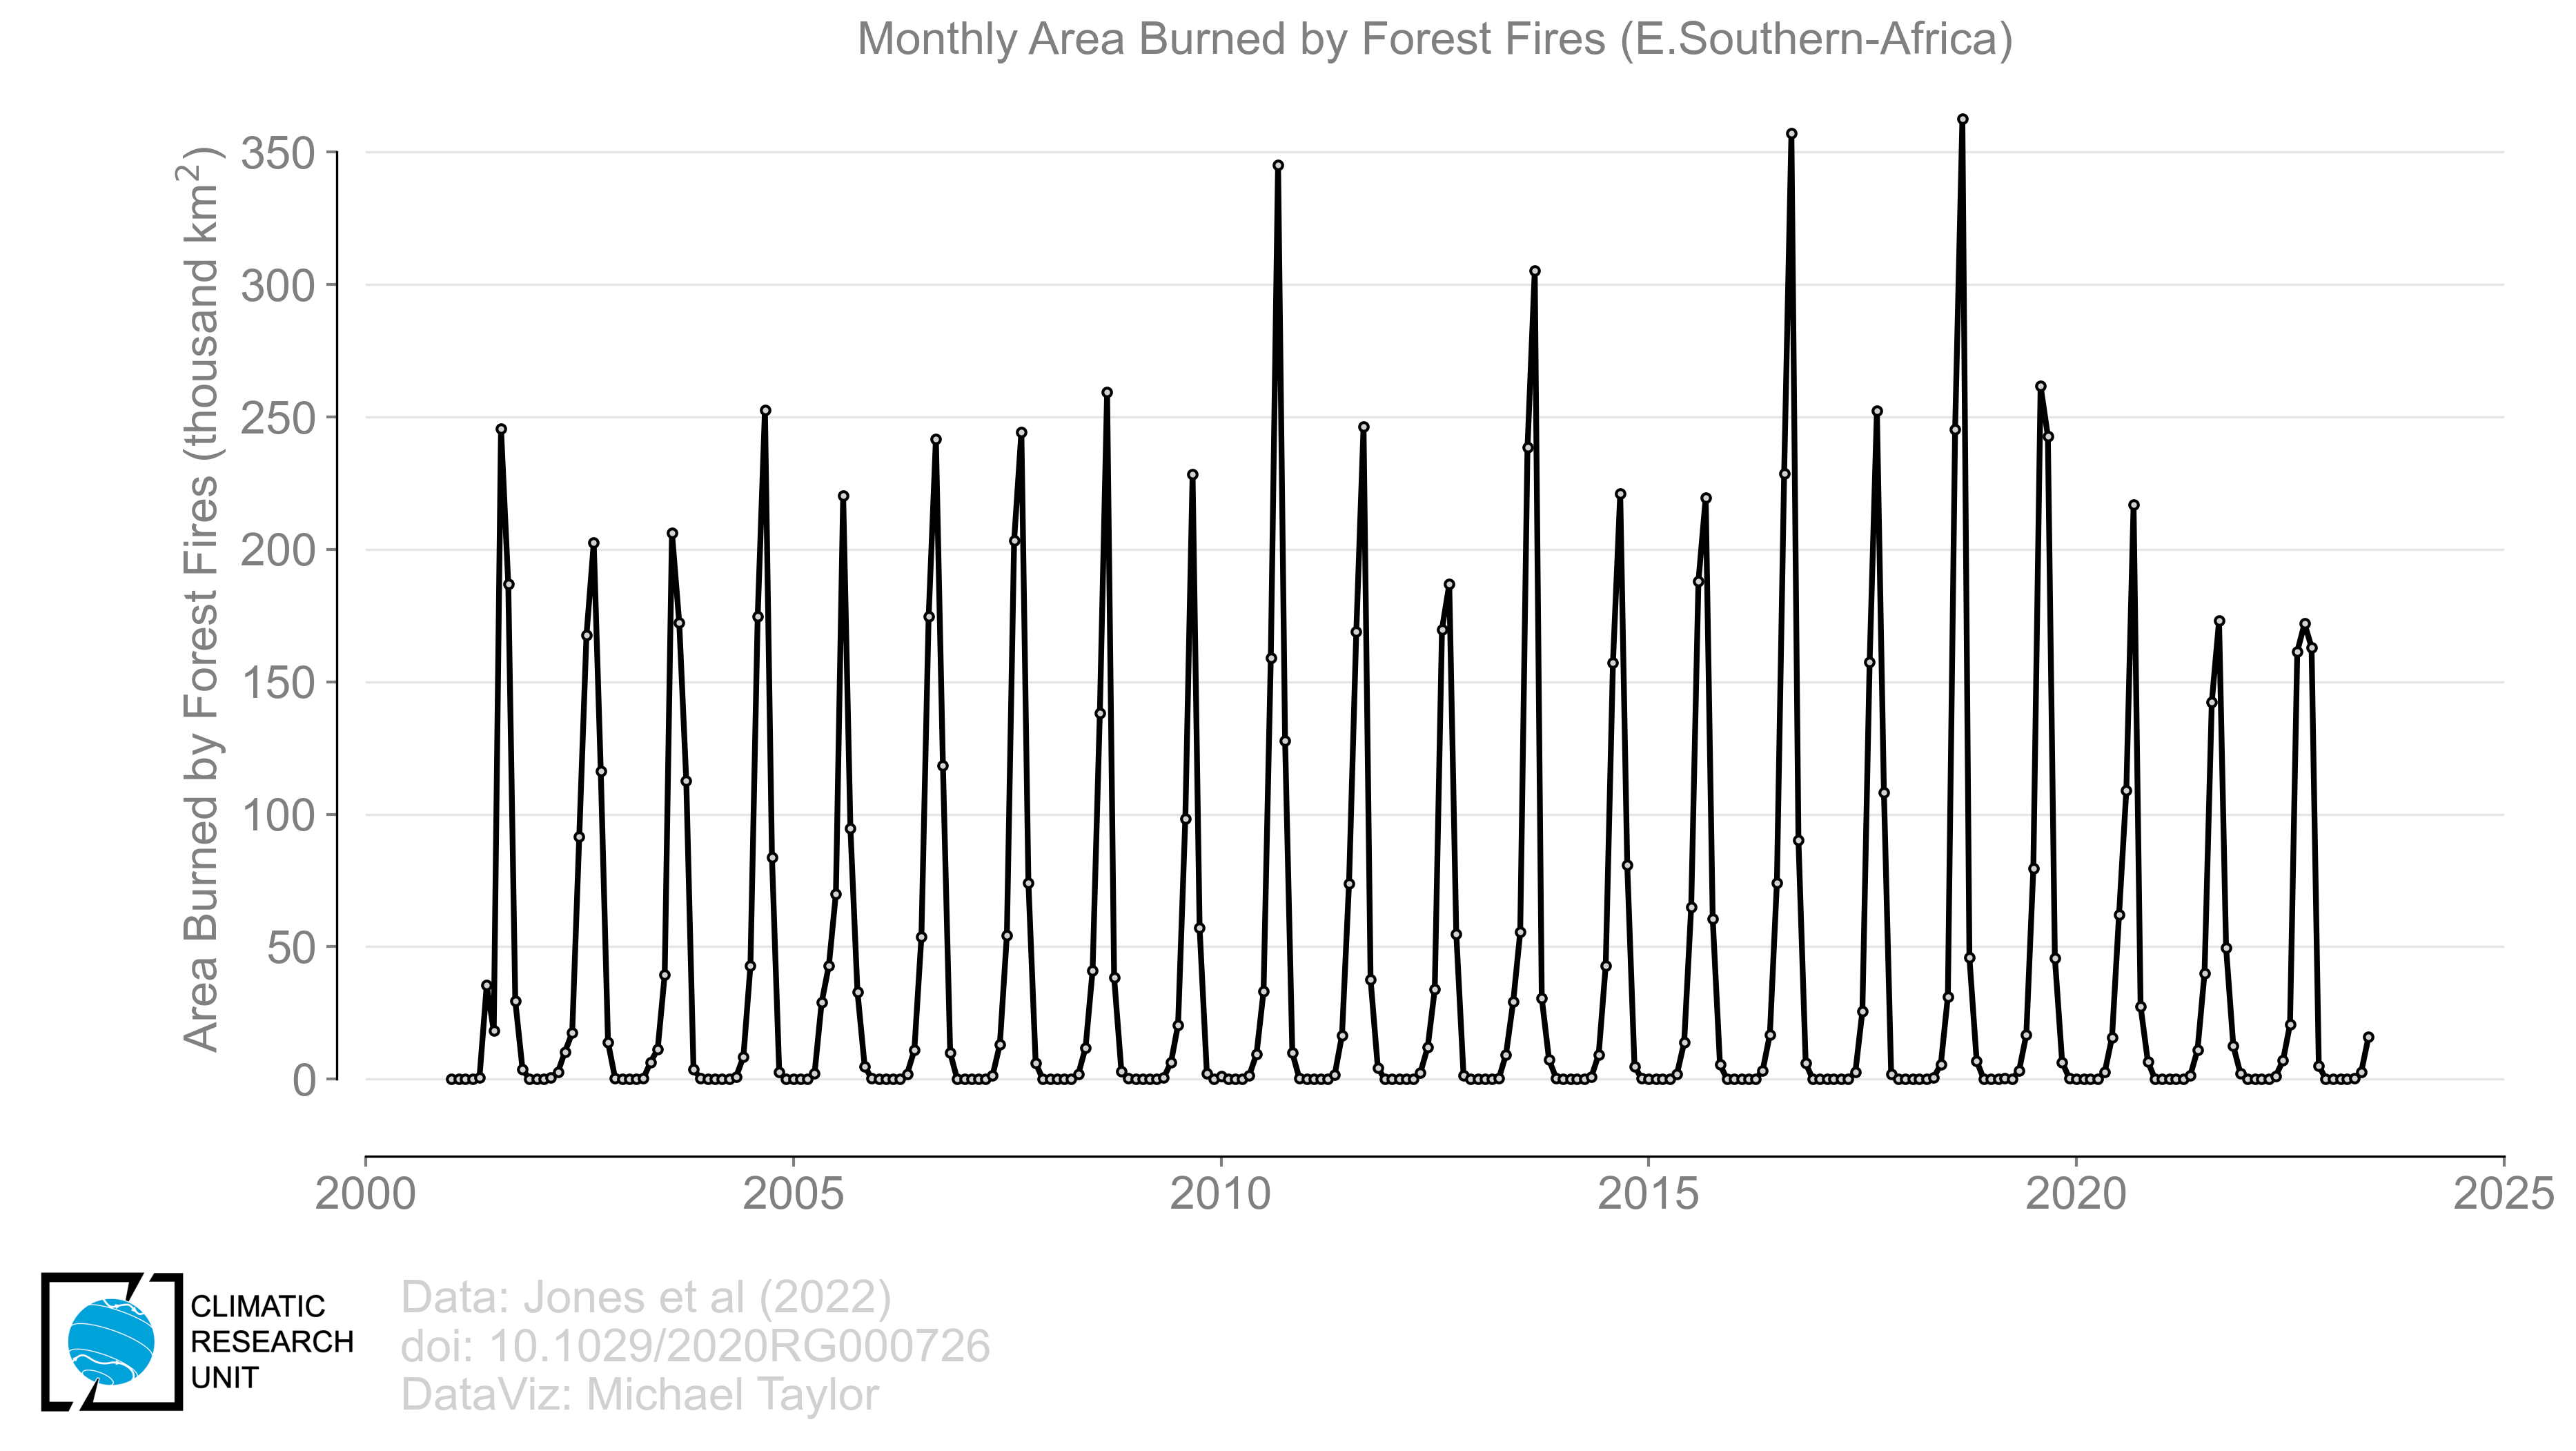 Monthly Area Burned by Forest Fires (E.Southern-Africa)
Area Burned by Forest Fires (thousand km²)
350
300
250
200
150
100
50
0
2000 2005 2010 2015 2020 2025
CLIMATIC
RESEARCH
UNIT
Data: Jones et al (2022)
doi: 10.1029/2020RG000726
DataViz: Michael Taylor